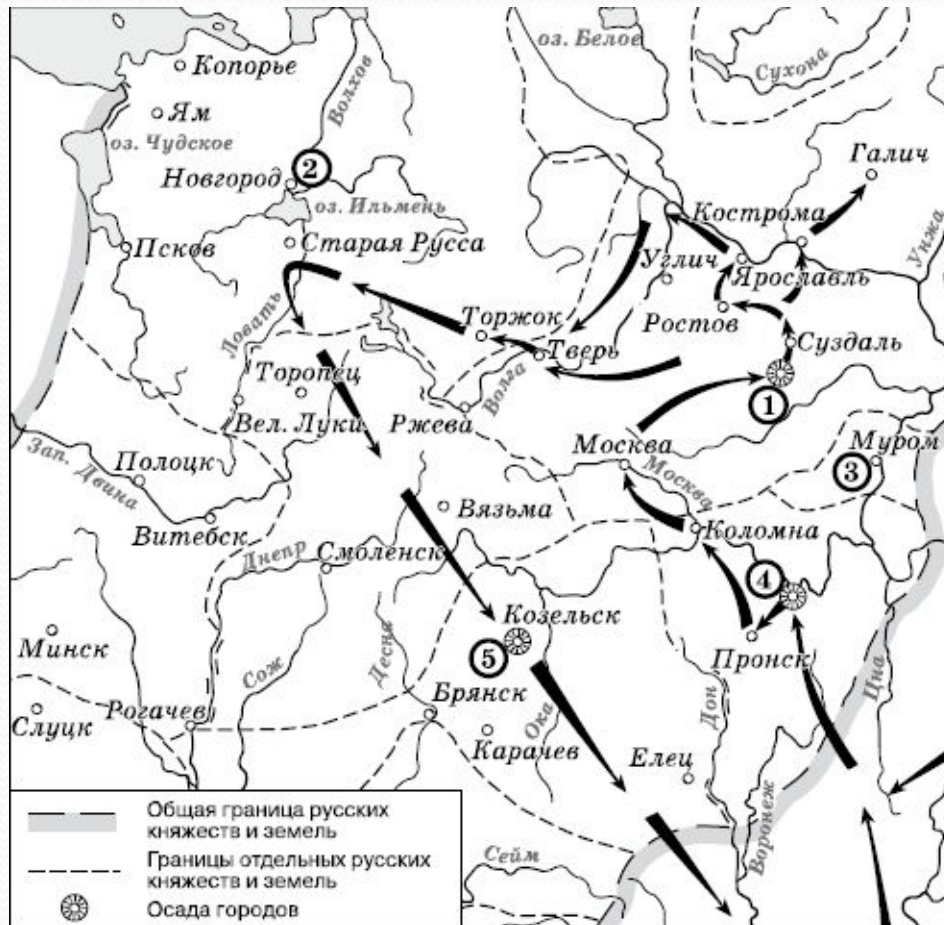 оз. Белое
Сухона
Копорье
Волхов
Ям
оз. Чудское
Галич
2
Новгород
Кострома
оз. Ильмень
Унжа
Псков
Старая Русса
Углич
Ярославль
Ловать
Торжок
Ростов
Тверь
Суздаль
Торопец
Волга
1
Вел. Луки
Ржева
Москва
Муром
Зап. Двина
Полоцк
Москва
3
Вязьма
Витебск
Коломна
Днепр
Смоленск
4
Козельск
Минск
Десна
5
Пронск
Цна
Сож
Брянск
Дон
Слуцк
Рогачев
Ока
Карачев
Елец
Воронеж
Сейм
Общая граница русских
княжеств и земель
Границы отдельных русских
княжеств и земель
Осада городов